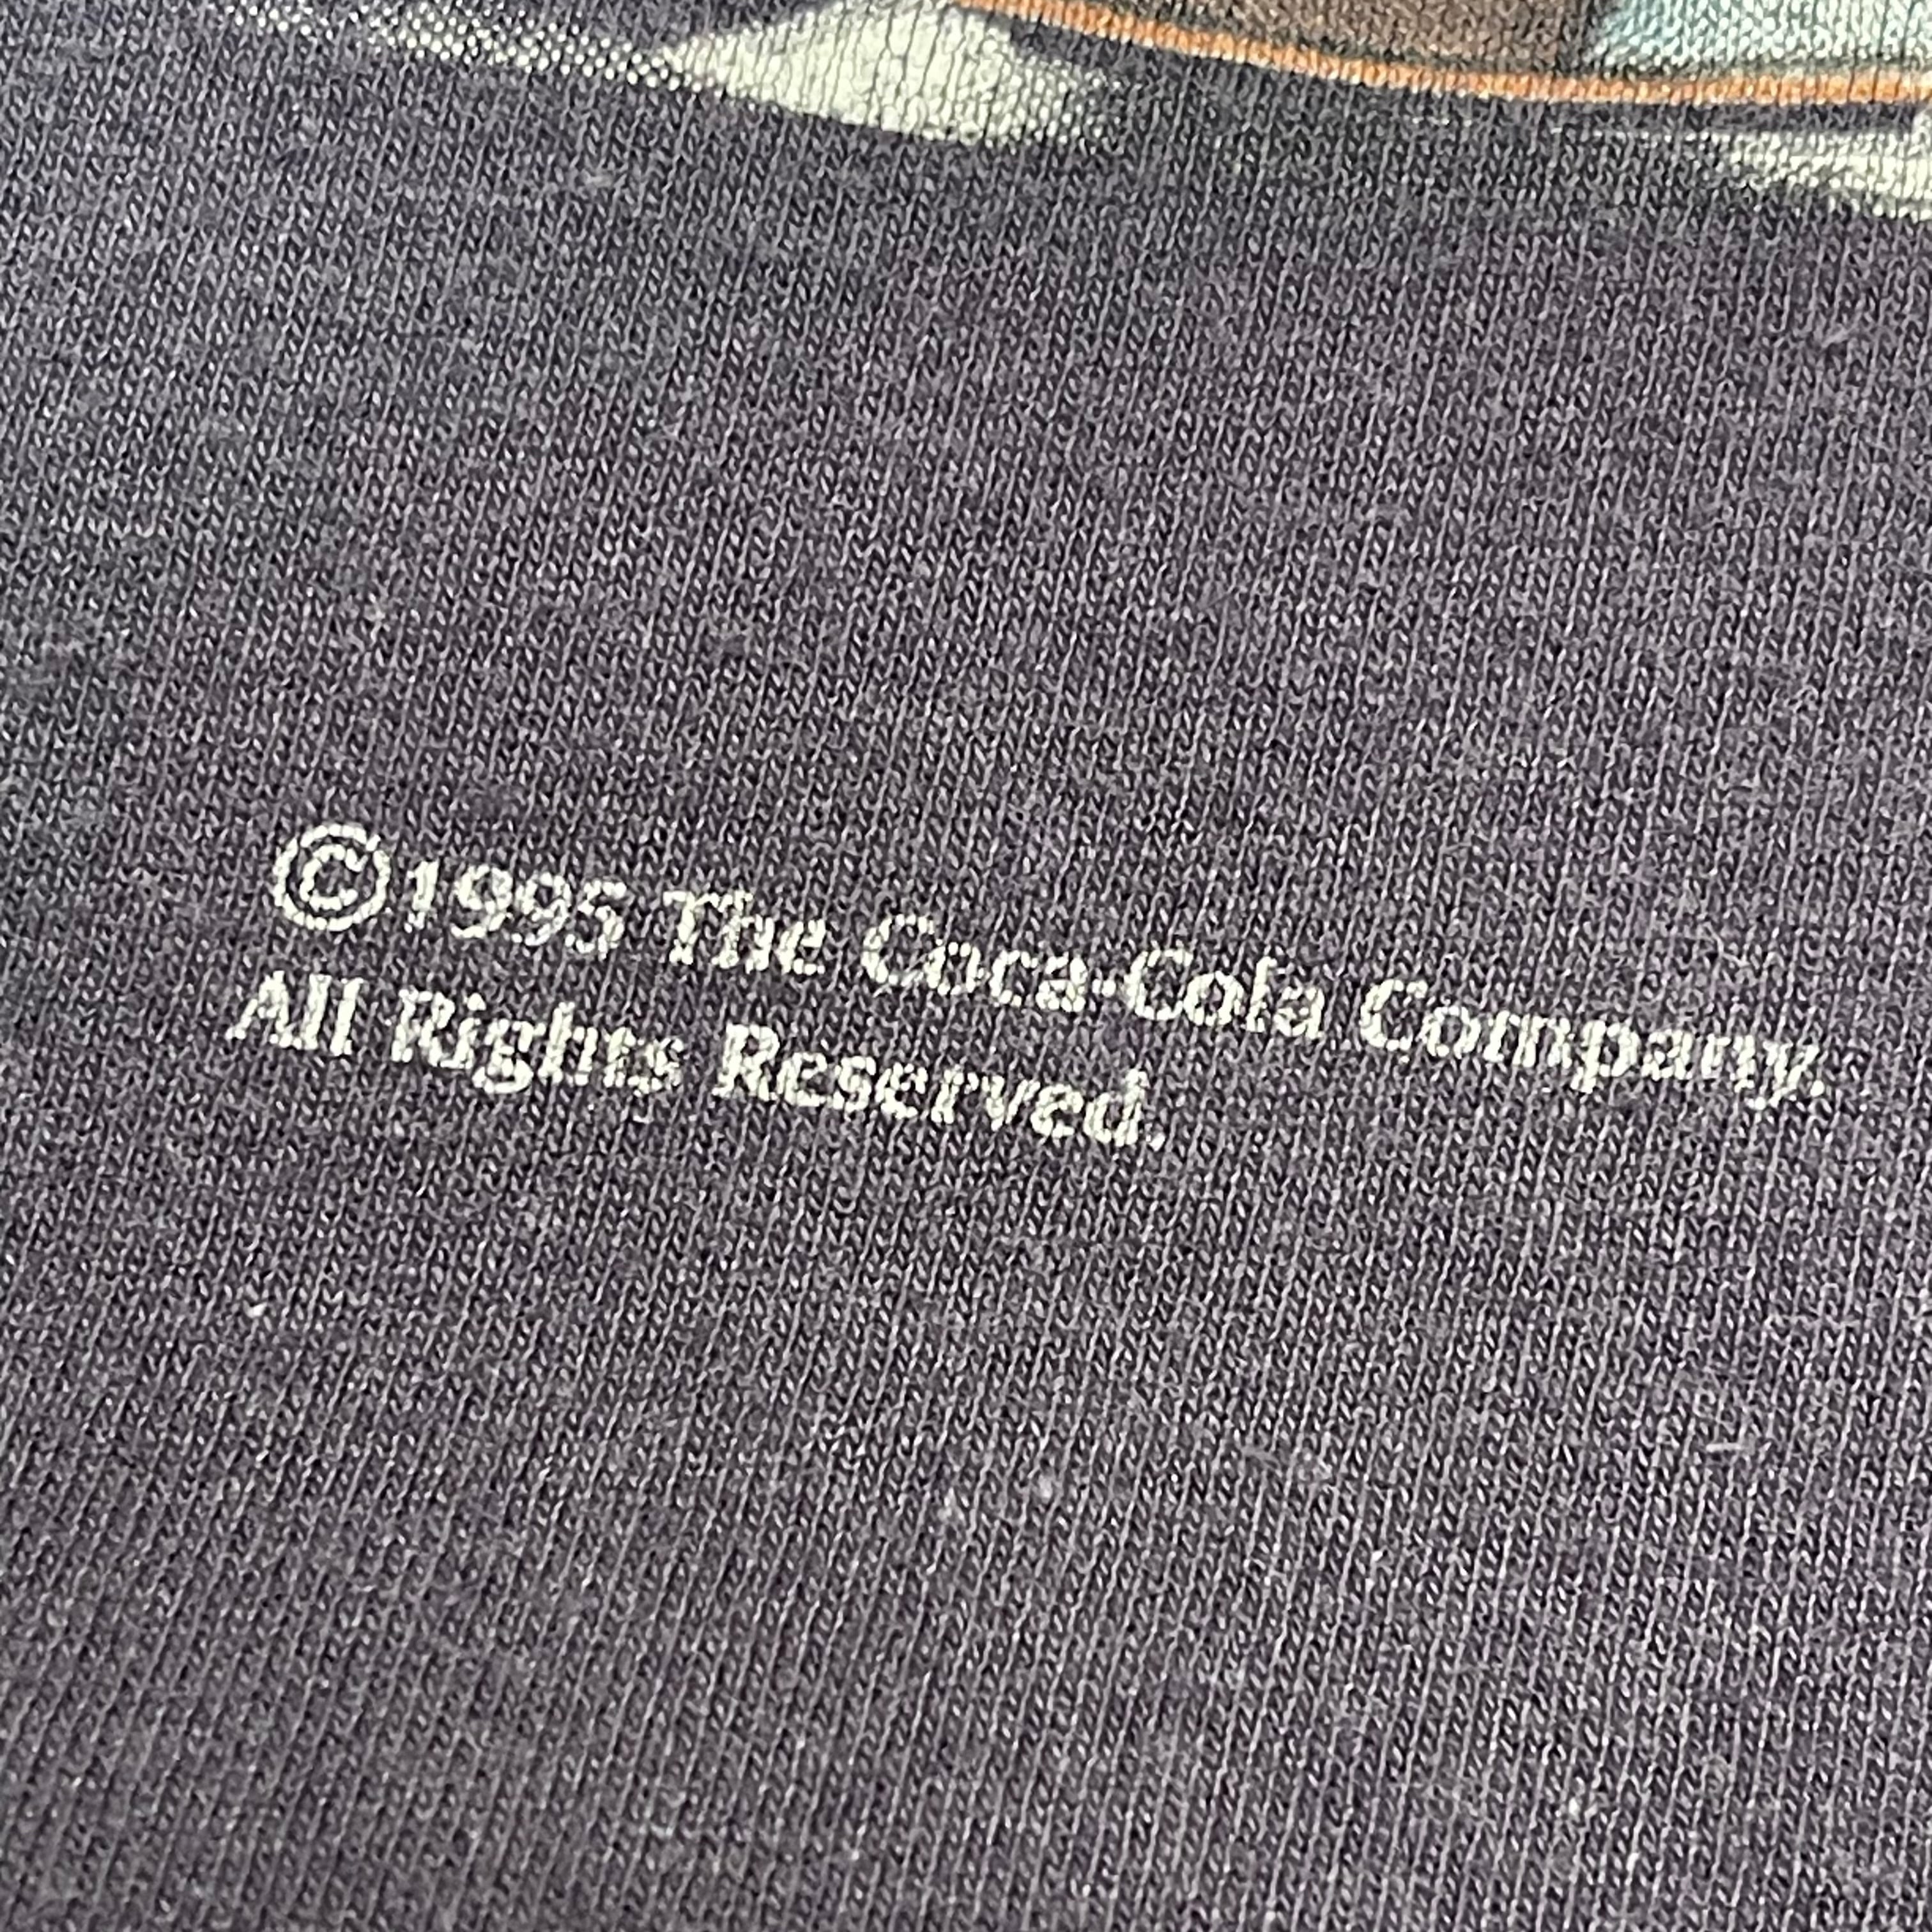 ©1995 The Coca-Cola Company.
All Rights Reserved.